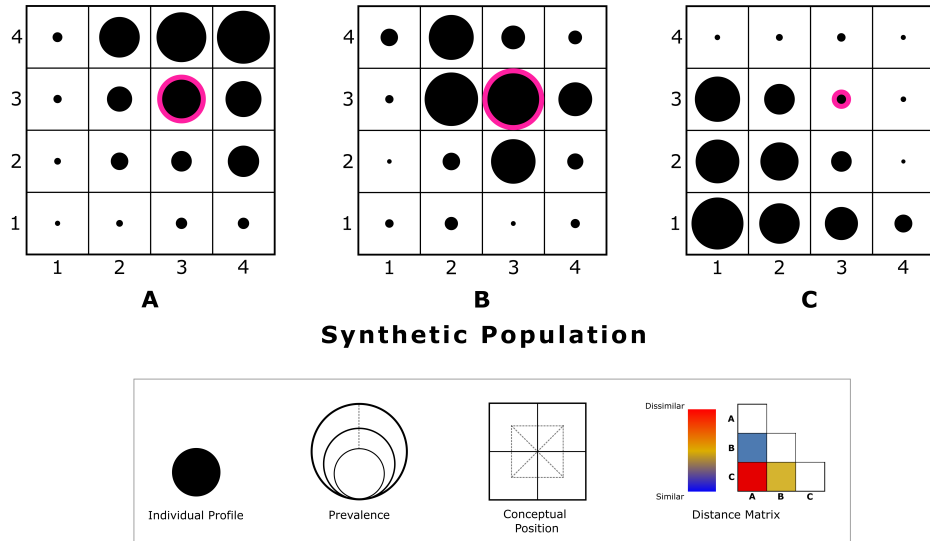 4
3
2
1
1 2 3 4
A
4
3
2
1
1 2 3 4
B
4
3
2
1
1 2 3 4
C
Synthetic Population
Individual Profile
Prevalence
Conceptual
Position
Dissimilar
Similar
A
B
C
A B C
Distance Matrix